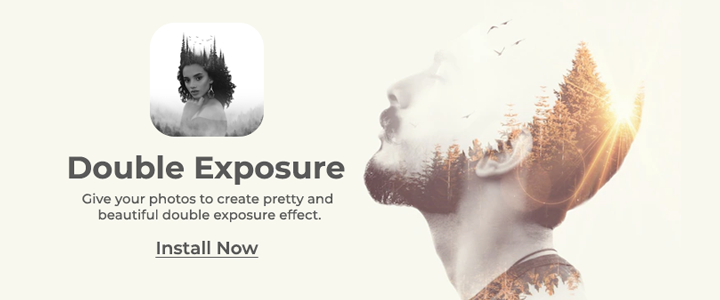 Double Exposure
Give your photos to create pretty and
beautiful double exposure effect.
Install Now